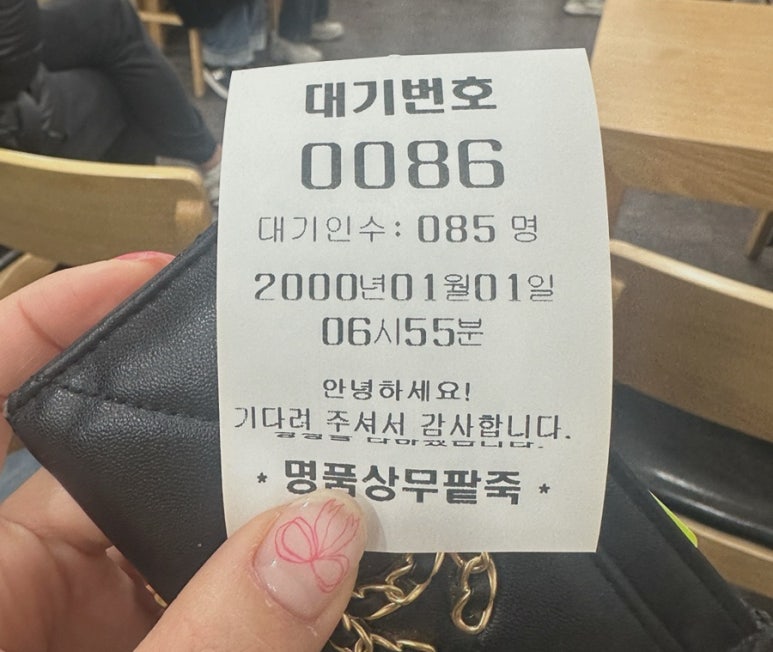 대기번호
0086
대기인수: 085 명
2000년01월01일
06시55분
안녕하세요!
기다려 주셔서 감사합니다.
* 명품상무팥죽 *